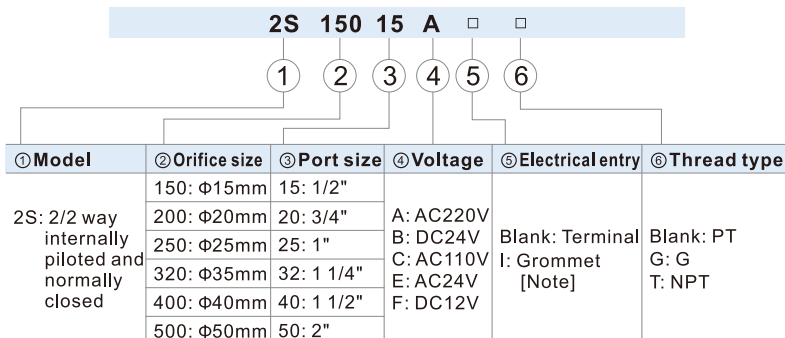 2S 150 15 A □ □
① ② ③ ④ ⑤ ⑥
①Model ②Orifice size ③Port size ④Voltage ⑤Electrical entry ⑥Thread type
2S: 2/2 way
internally
piloted and
normally
closed
150: Φ15mm 15: 1/2"
200: Φ20mm 20: 3/4"
250: Φ25mm 25: 1"
320: Φ35mm 32: 1 1/4"
400: Φ40mm 40: 1 1/2"
500: Φ50mm 50: 2"
A: AC220V
B: DC24V
C: AC110V
E: AC24V
F: DC12V
Blank: Terminal
I: Grommet
[Note]
Blank: PT
G: G
T: NPT